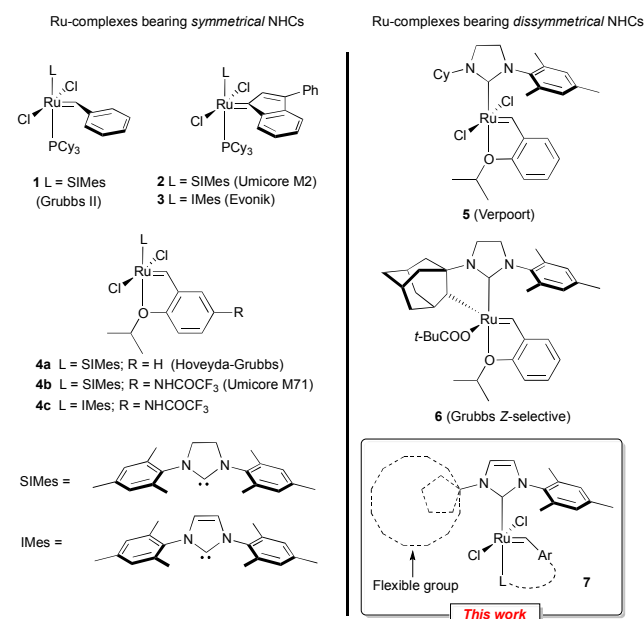 Ru-complexes bearing symmetrical NHCs
L
Cl
Ru
Cl
PCy3
1 L = SIMes
(Grubbs II)
L
Cl
Ph
Ru
Cl
PCy3
2 L = SIMes (Umicore M2)
3 L = IMes (Evonik)
L
Cl
Ru
Cl
O
R
4a L = SIMes; R = H (Hoveyda-Grubbs)
4b L = SIMes; R = NHCOCF3 (Umicore M71)
4c L = IMes; R = NHCOCF3
SIMes =
N N
IMes =
N N
Ru-complexes bearing dissymmetrical NHCs
N N
Cy
Cl
Ru
Cl
O
5 (Verpoort)
N N
Ru
t-BuCOO
O
6 (Grubbs Z-selective)
N N
Cl
Ru
Cl
Ar
L
Flexible group
7
This work